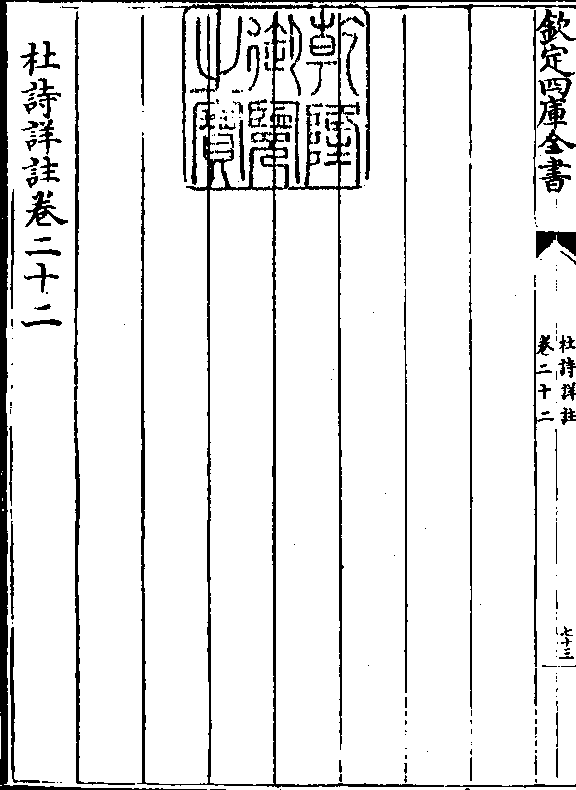 欽定四庫全書
杜詩詳註
卷二十二
七十三
乾隆
御覽
之寶
杜詩詳註卷二十二